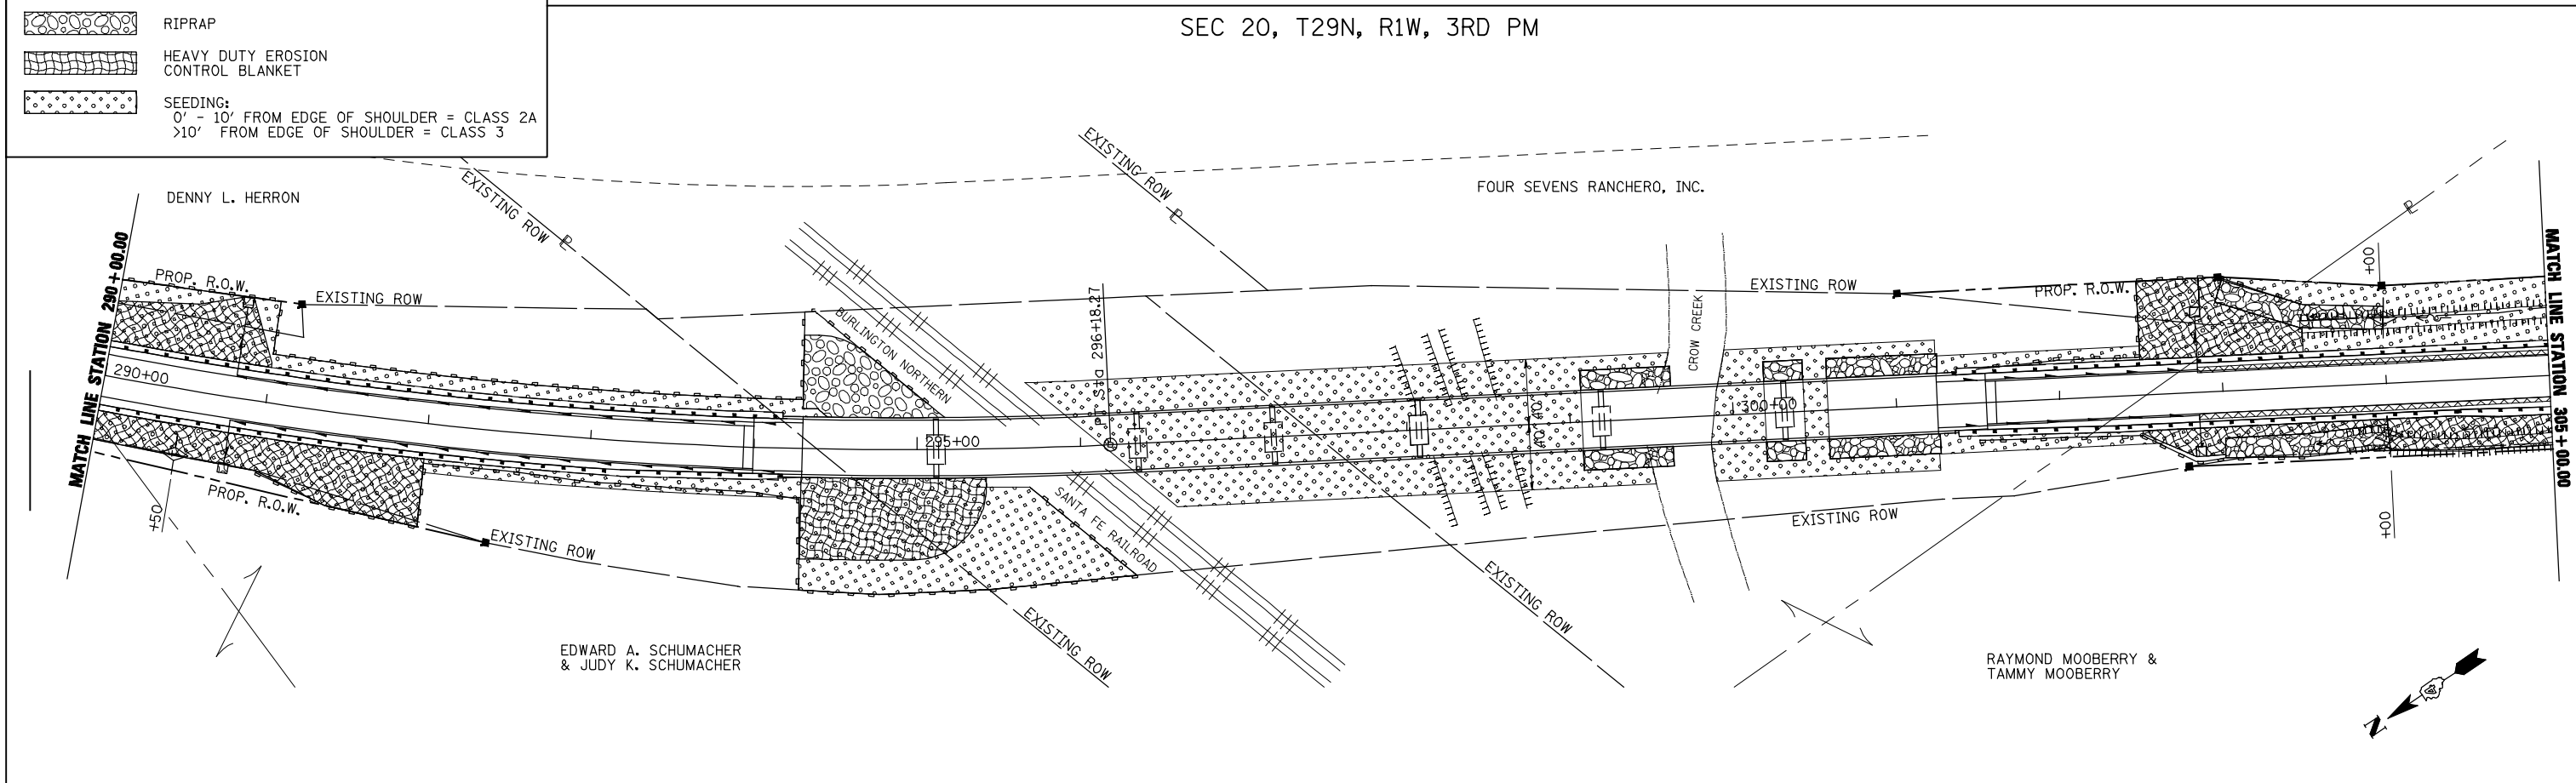 SEC 20, T29N, R1W, 3RD PM
RIPRAP
HEAVY DUTY EROSION
CONTROL BLANKET
SEEDING:
0' - 10' FROM EDGE OF SHOULDER = CLASS 2A
>10' FROM EDGE OF SHOULDER = CLASS 3
DENNY L. HERRON
EXISTING ROW
EXISTING ROW
FOUR SEVENS RANCHERO, INC.
MATCH LINE STATION 290+00.00
PROP. R.O.W.
EXISTING ROW
BURLINGTON NORTHERN
296+18.27
CROW CREEK
EXISTING ROW
PROP. R.O.W.
+00
MATCH LINE STATION 305+00.00
290+00
295+00
300+00
40'
40'
+50
PROP. R.O.W.
EXISTING ROW
SANTA FE RAILROAD
EXISTING ROW
+00
EXISTING ROW
EXISTING ROW
EDWARD A. SCHUMACHER
& JUDY K. SCHUMACHER
RAYMOND MOOBERRY &
TAMMY MOOBERRY
N